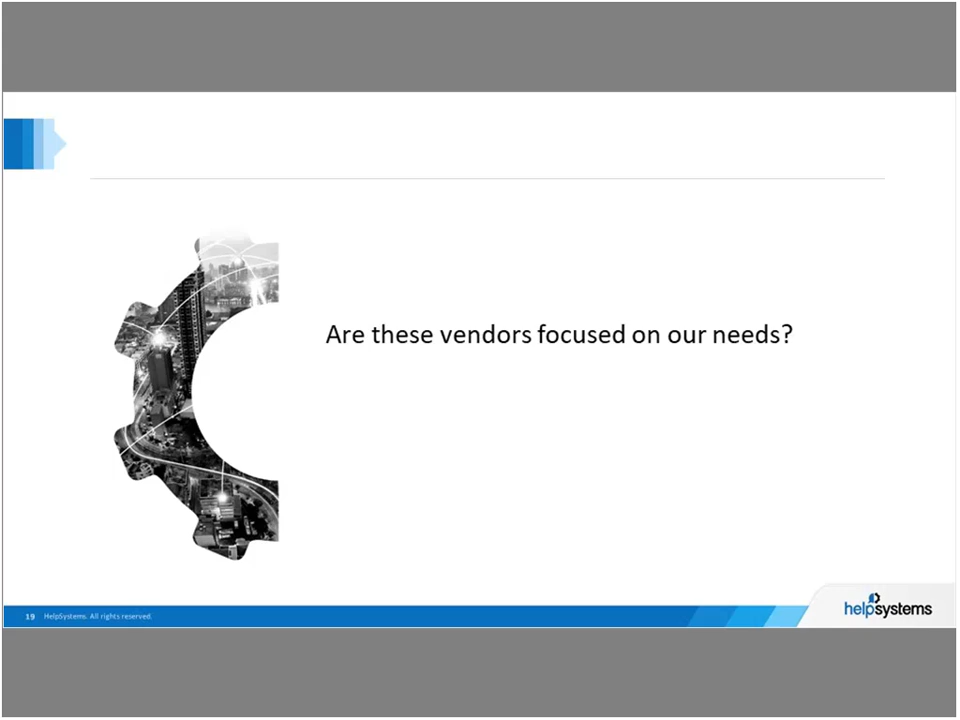 Are these vendors focused on our needs?
19 HelpSystems. All rights reserved.
helpsystems